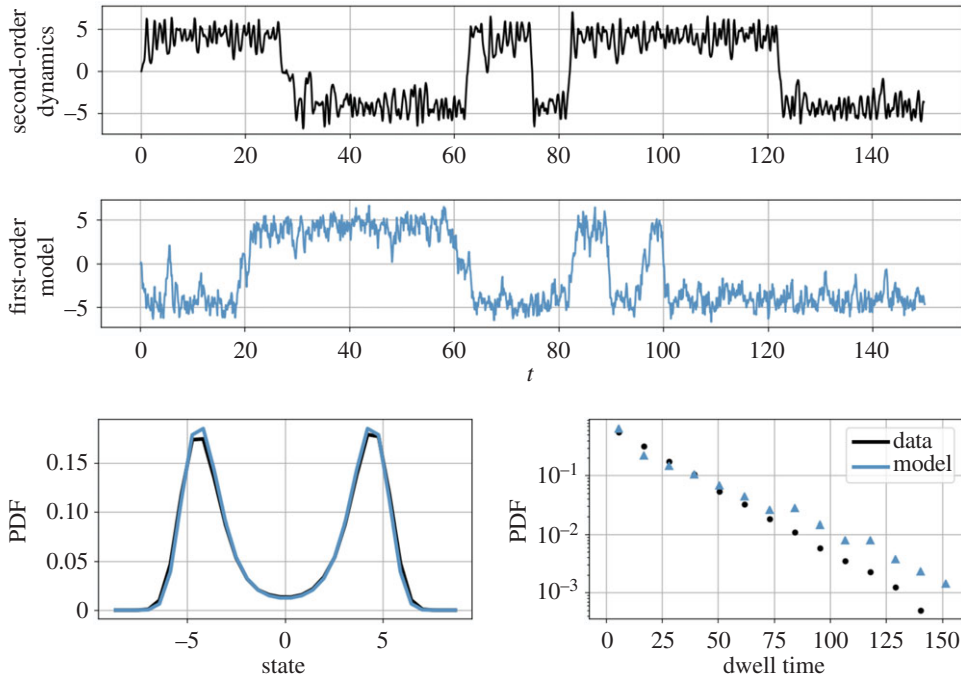 second-order
dynamics
5
0
−5
0 20 40 60 80 100 120 140
first-order
model
5
0
−5
0 20 40 60 80 100 120 140
t
PDF
0.15
0.10
0.05
0
−5 0 5
state
PDF
10⁻¹
10⁻²
10⁻³
data
model
0 25 50 75 100 125 150
dwell time